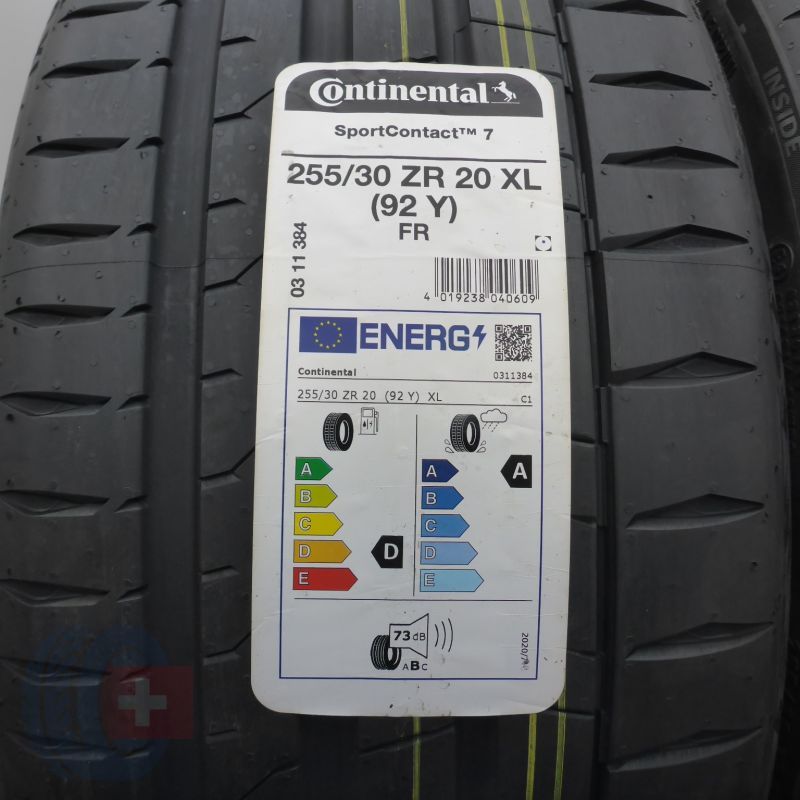 Continental
SportContact™ 7
255/30 ZR 20 XL
(92 Y)
FR
03 11 384
4 019238 040609
ENERG
Continental
0311384
255/30 ZR 20 (92 Y) XL
C1
A
B
C
D
E
D
A
B
C
D
E
A
73 dB
ABC
INSIDE